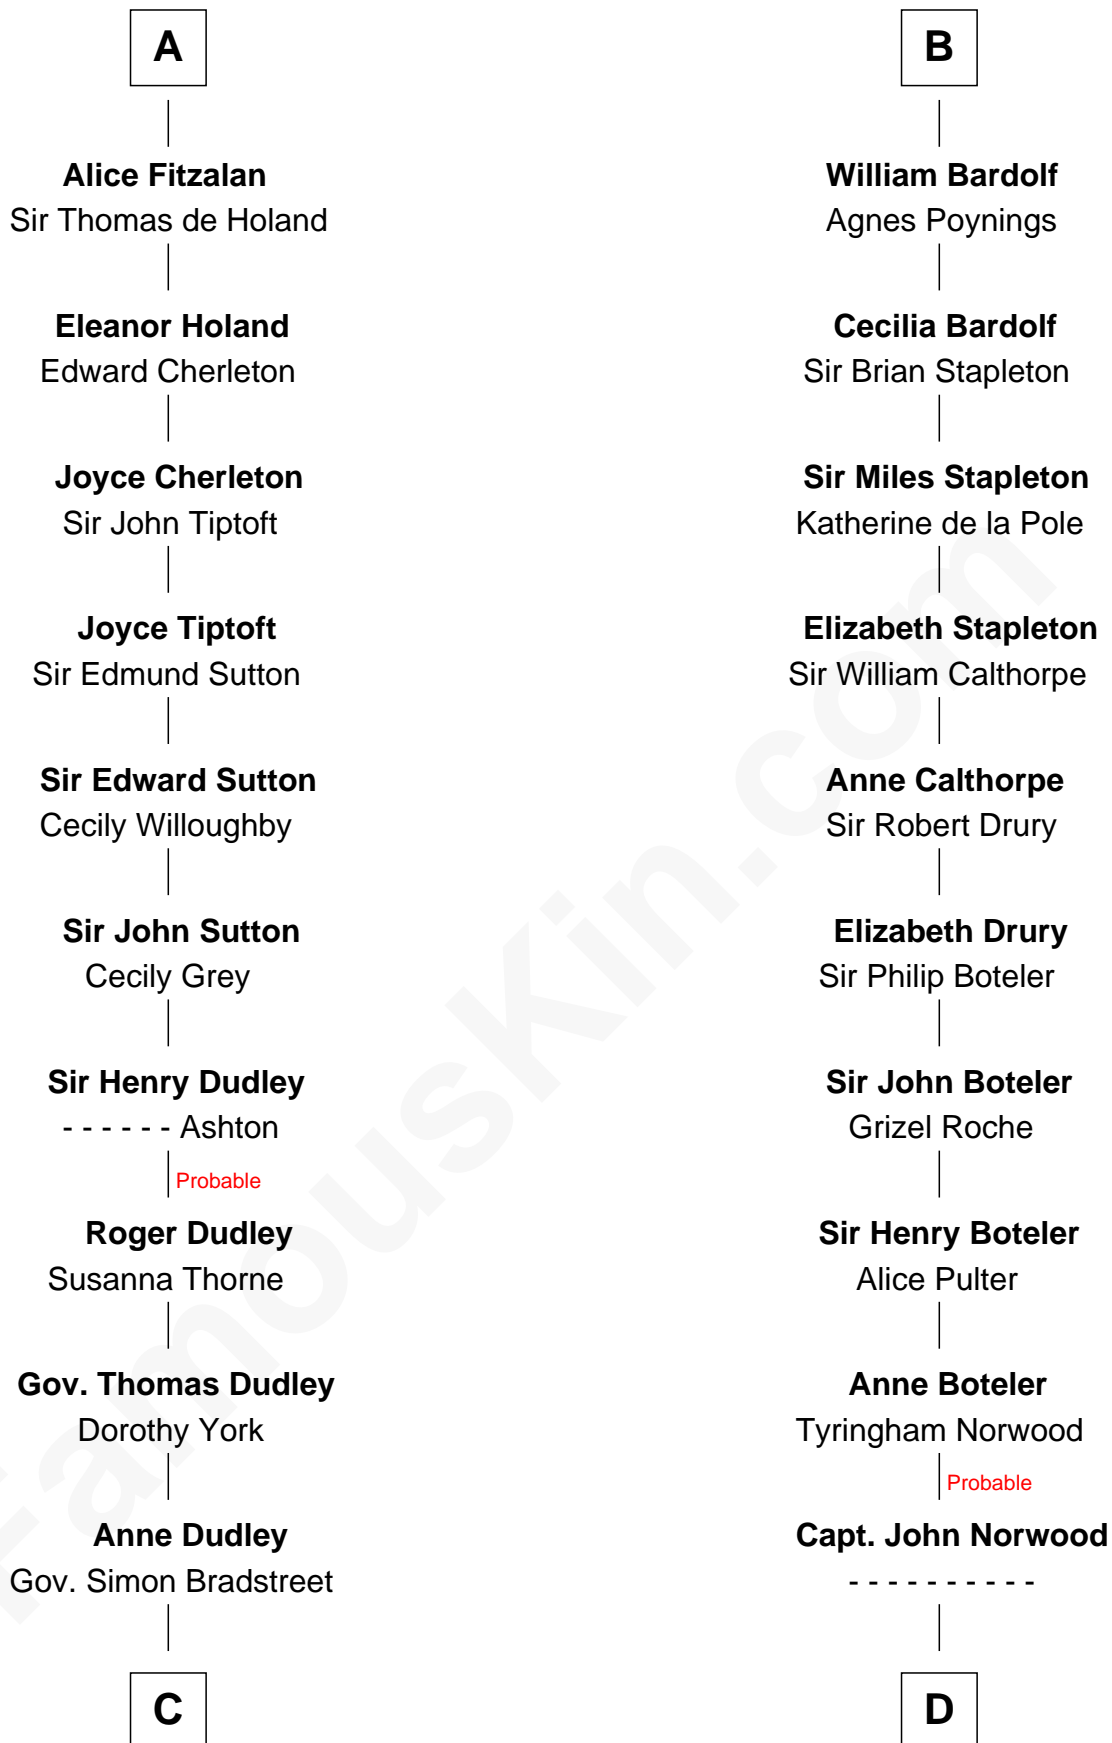 A
Alice Fitzalan
Sir Thomas de Holand
Eleanor Holand
Edward Cherleton
Joyce Cherleton
Sir John Tiptoft
Joyce Tiptoft
Sir Edmund Sutton
Sir Edward Sutton
Cecily Willoughby
Sir John Sutton
Cecily Grey
Sir Henry Dudley
- - - - - - Ashton
Probable
Roger Dudley
Susanna Thorne
Gov. Thomas Dudley
Dorothy York
Anne Dudley
Gov. Simon Bradstreet
C
B
William Bardolf
Agnes Poynings
Cecilia Bardolf
Sir Brian Stapleton
Sir Miles Stapleton
Katherine de la Pole
Elizabeth Stapleton
Sir William Calthorpe
Anne Calthorpe
Sir Robert Drury
Elizabeth Drury
Sir Philip Boteler
Sir John Boteler
Grizel Roche
Sir Henry Boteler
Alice Pulter
Anne Boteler
Tyringham Norwood
Probable
Capt. John Norwood
- - - - - - - - - -
D
FamousKin.com